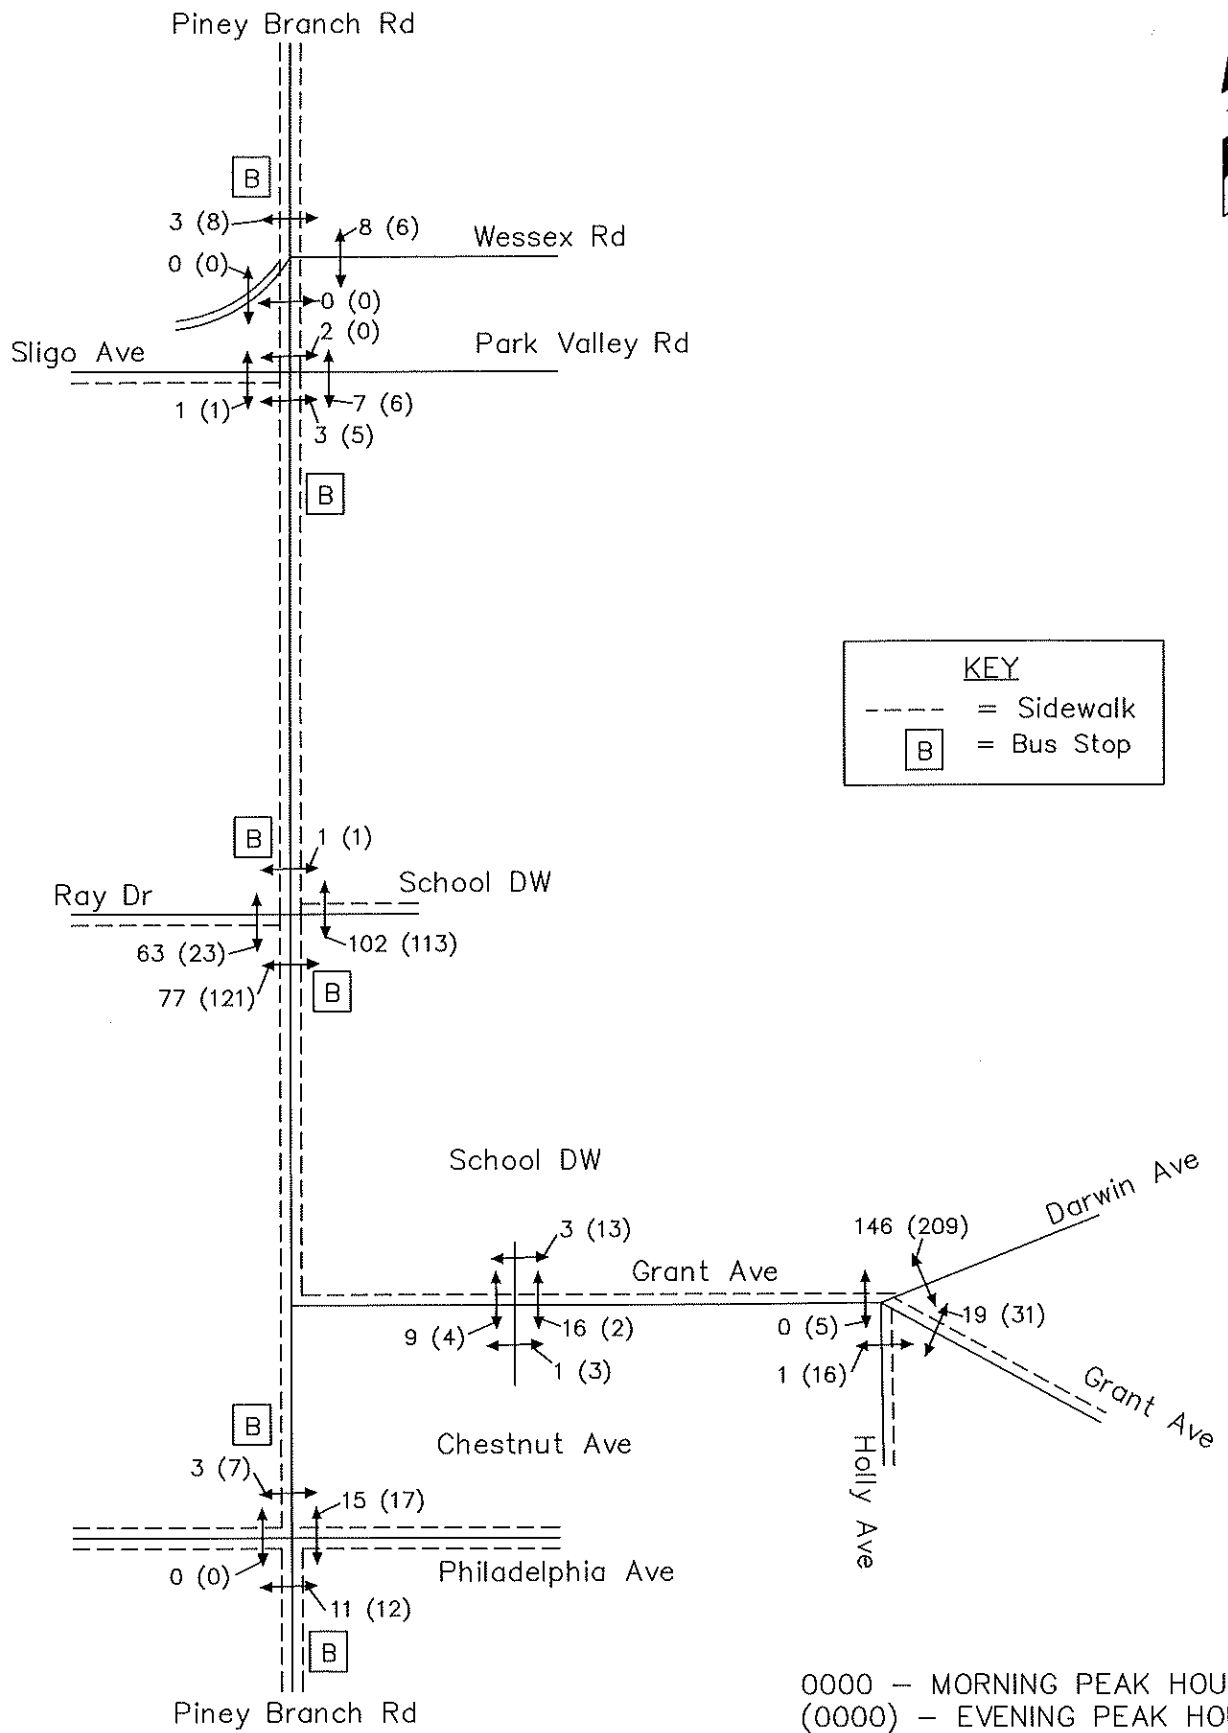 Piney Branch Rd
B
3 (8)
8 (6)
Wessex Rd
0 (0)
0 (0)
2 (0)
Sligo Ave
Park Valley Rd
1 (1)
7 (6)
3 (5)
B
KEY
= Sidewalk
B = Bus Stop
B
1 (1)
Ray Dr
School DW
63 (23)
102 (113)
77 (121)
B
School DW
Darwin Ave
146 (209)
3 (13)
Grant Ave
19 (31)
9 (4)
16 (2)
0 (5)
1 (3)
1 (16)
Grant Ave
B
Chestnut Ave
Holly Ave
3 (7)
15 (17)
0 (0)
Philadelphia Ave
11 (12)
B
0000 – MORNING PEAK HOU
(0000) – EVENING PEAK HO
Piney Branch Rd